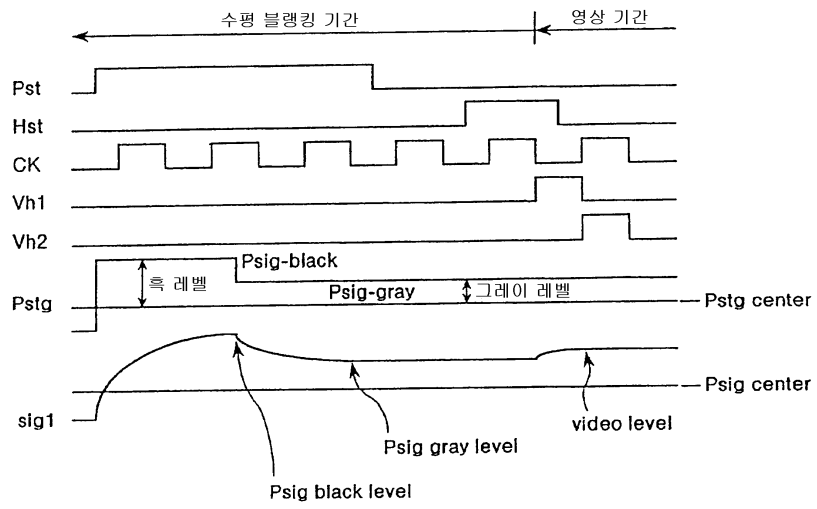 수평 블랭킹 기간
영상 기간
Pst
Hst
CK
Vh1
Vh2
Psig-black
흑 레벨
Psig-gray
그레이 레벨
Pstg
Pstg center
Psig center
sig1
video level
Psig gray level
Psig black level